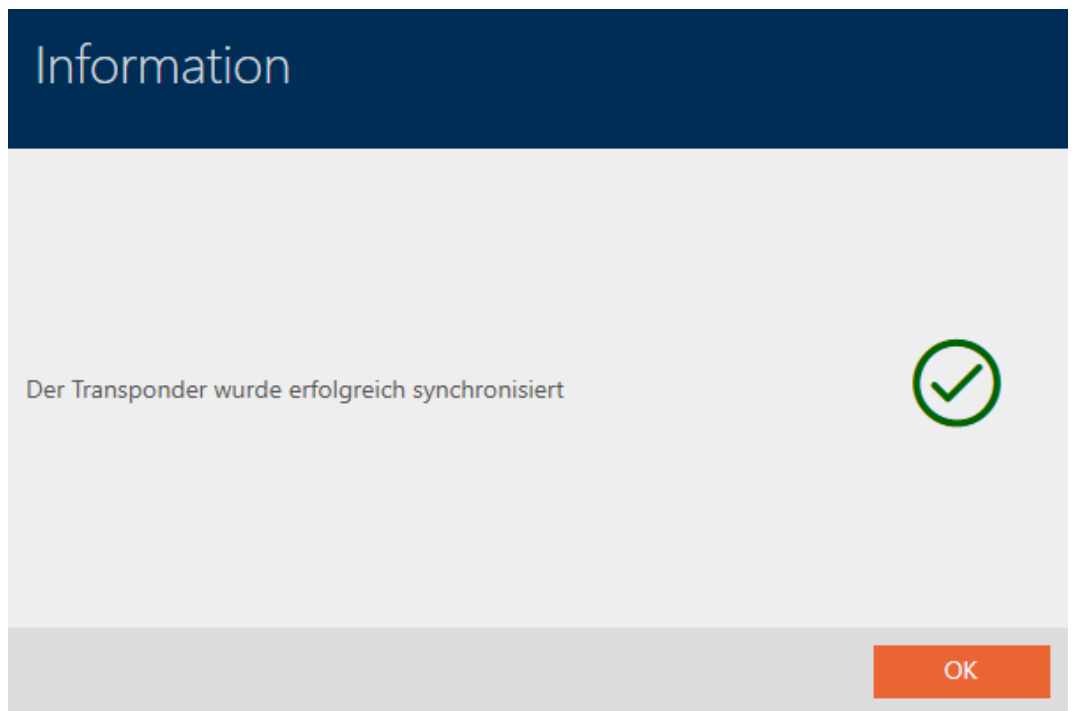 Information
Der Transponder wurde erfolgreich synchronisiert
OK